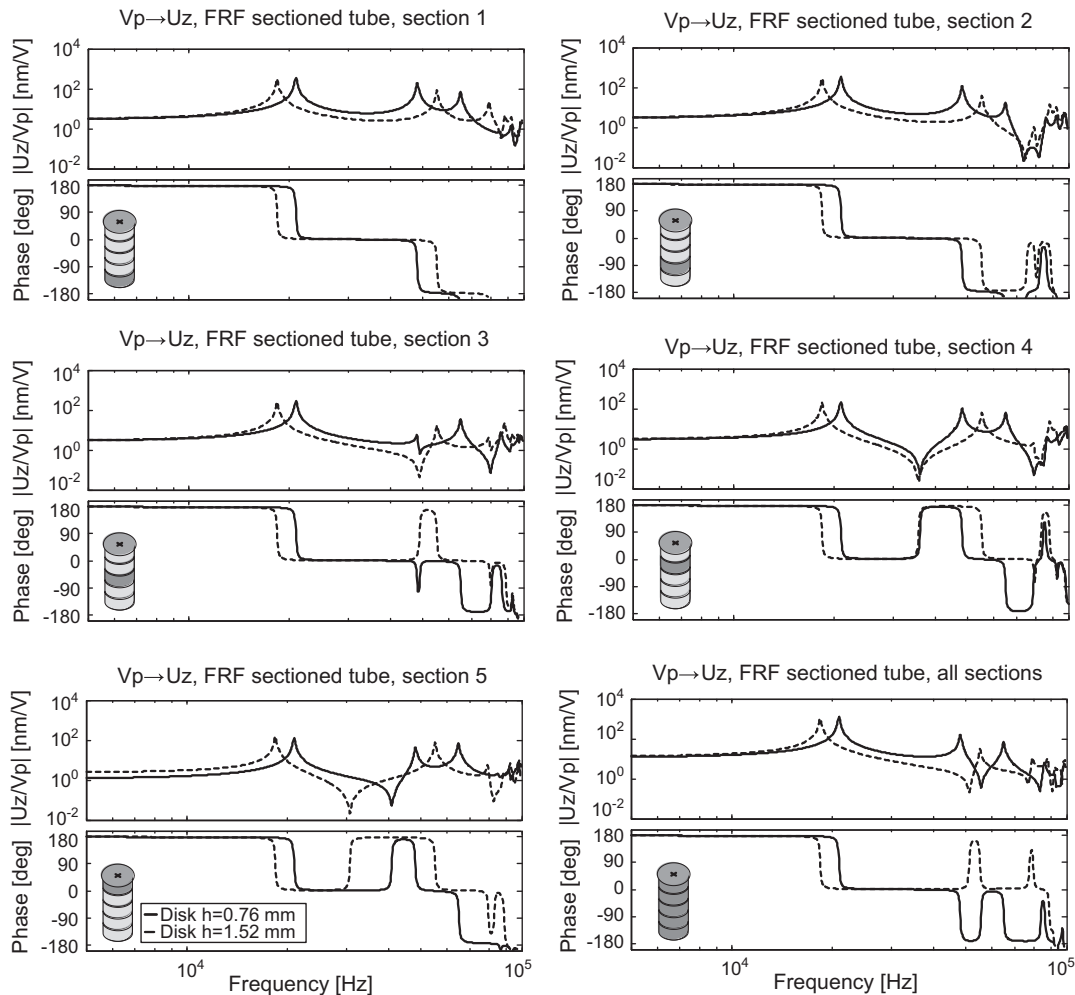 Vp→Uz, FRF sectioned tube, section 1
|Uz/Vp| [nm/V]
10^4
10^2
10^0
10^-2
Phase [deg]
180
90
0
-90
-180
Vp→Uz, FRF sectioned tube, section 2
|Uz/Vp| [nm/V]
10^4
10^2
10^0
10^-2
Phase [deg]
180
90
0
-90
-180
Vp→Uz, FRF sectioned tube, section 3
|Uz/Vp| [nm/V]
10^4
10^2
10^0
10^-2
Phase [deg]
180
90
0
-90
-180
Vp→Uz, FRF sectioned tube, section 4
|Uz/Vp| [nm/V]
10^4
10^2
10^0
10^-2
Phase [deg]
180
90
0
-90
-180
Vp→Uz, FRF sectioned tube, section 5
|Uz/Vp| [nm/V]
10^4
10^2
10^0
10^-2
Phase [deg]
180
90
0
-90
-180
Disk h=0.76 mm
Disk h=1.52 mm
10^4
10^5
Frequency [Hz]
Vp→Uz, FRF sectioned tube, all sections
|Uz/Vp| [nm/V]
10^4
10^2
10^0
10^-2
Phase [deg]
180
90
0
-90
-180
10^4
10^5
Frequency [Hz]